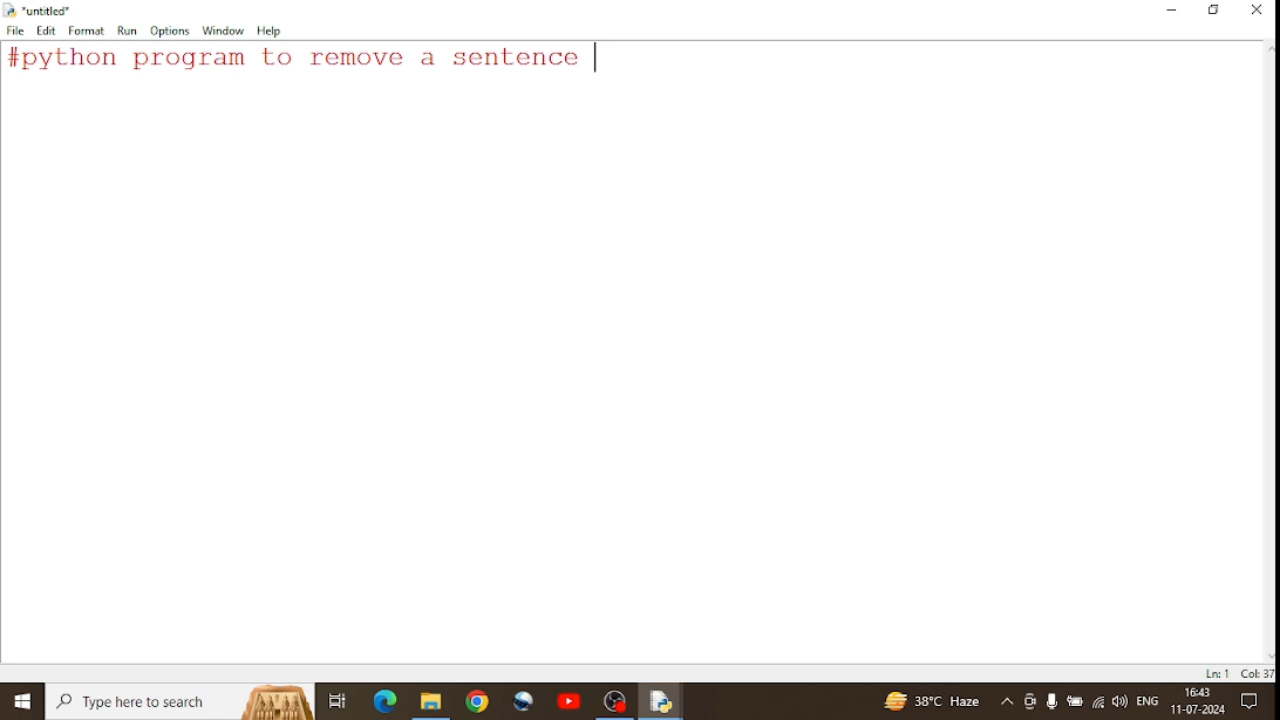 *untitled*
File Edit Format Run Options Window Help
#python program to remove a sentence
Ln: 1 Col: 37
Type here to search
38°C Haze
ENG
16:43
11-07-2024